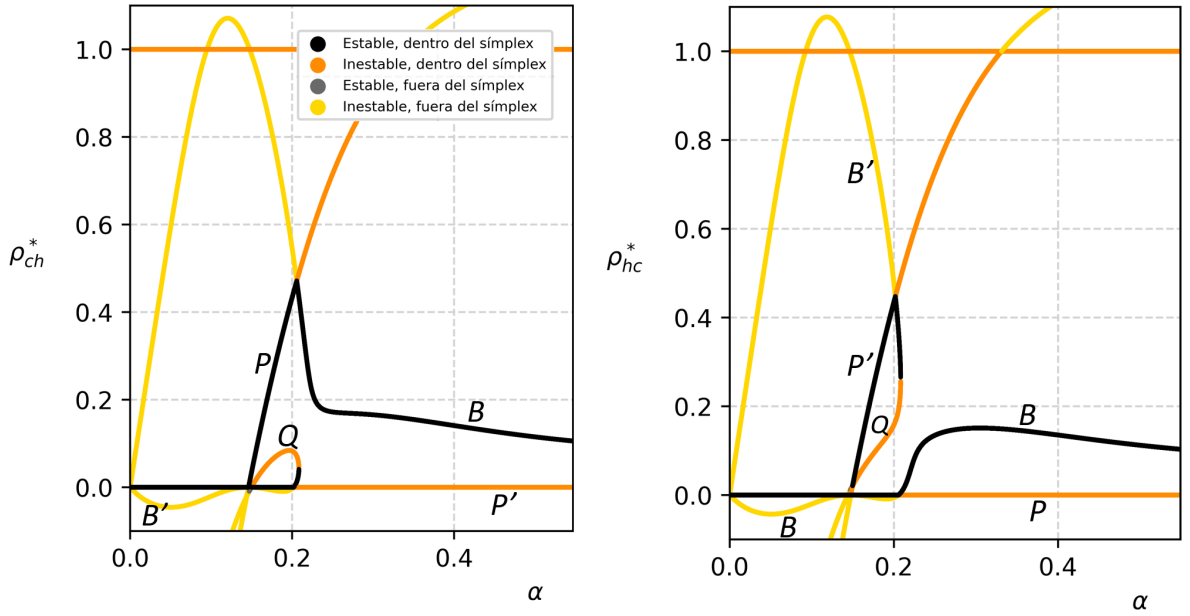 1.0
0.8
0.6
0.4
0.2
0.0
ρ*ch
Estable, dentro del símplex
Inestable, dentro del símplex
Estable, fuera del símplex
Inestable, fuera del símplex
P
B
Q
B′
P′
0.0
0.2
0.4
α
1.0
0.8
0.6
0.4
0.2
0.0
ρ*hc
B′
P′
Q
B
B
P
0.0
0.2
0.4
α